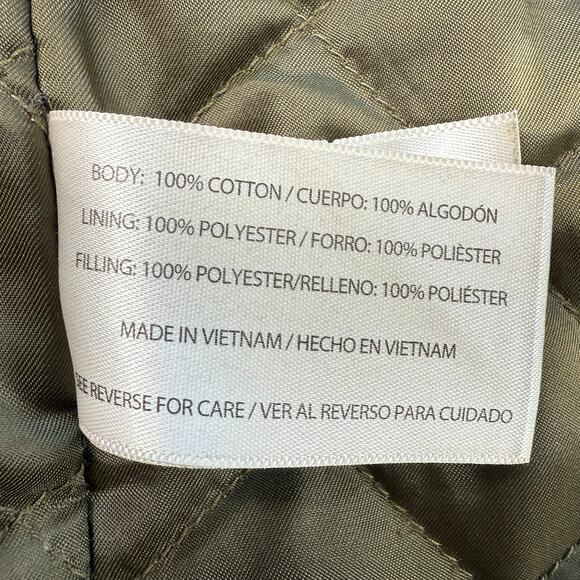 BODY: 100% COTTON / CUERPO: 100% ALGODÓN
LINING: 100% POLYESTER / FORRO: 100% POLIÈSTER
FILLING: 100% POLYESTER/RELLENO: 100% POLIÉSTER
MADE IN VIETNAM / HECHO EN VIETNAM
SEE REVERSE FOR CARE / VER AL REVERSO PARA CUIDADO